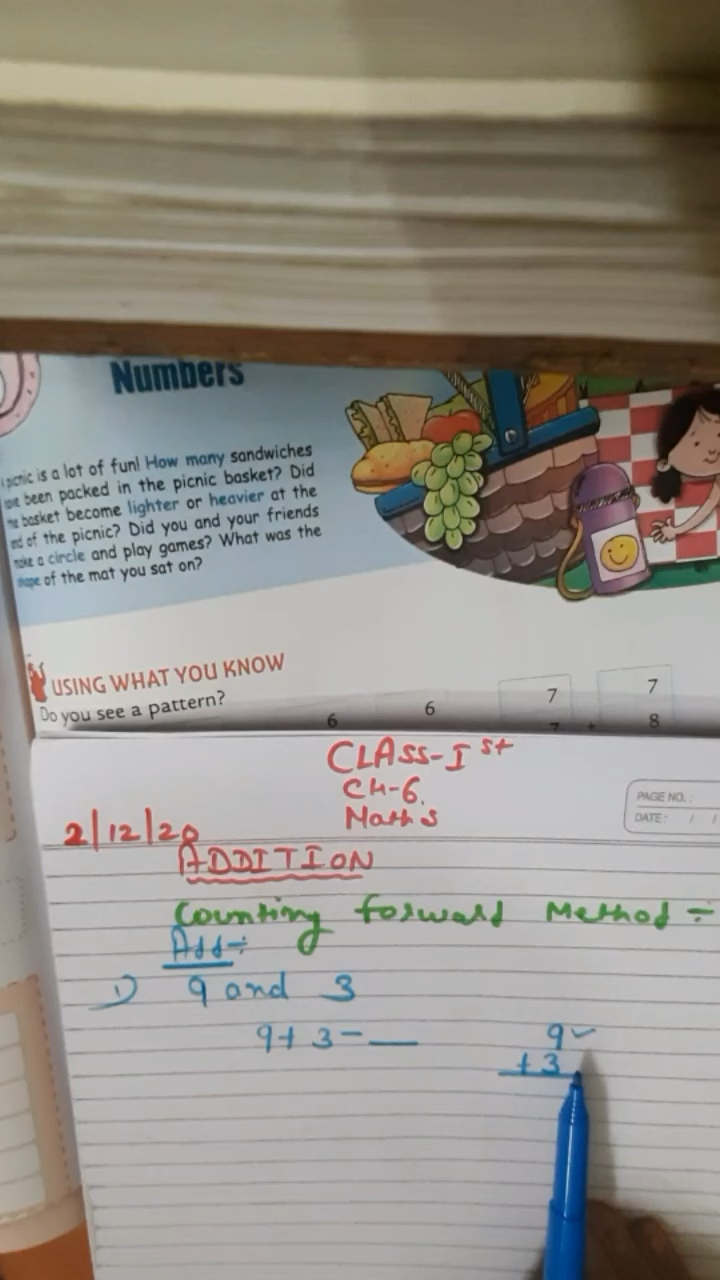 Numbers
picnic is a lot of fun! How many sandwiches
been packed in the picnic basket? Did
basket become lighter or heavier at the
of the picnic? Did you and your friends
a circle and play games? What was the
shape of the mat you sat on?
USING WHAT YOU KNOW
Do you see a pattern?
6 6 7 7
7 + 8
CLASS-I st
Ch-6.
Maths
PAGE NO.:
DATE: / /
2/12/20
ADDITION
Counting forward Method÷
Add÷
1) 9 and 3
9+3-__ 9
+3